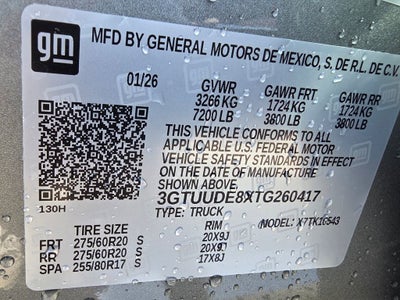 gm
MFD BY GENERAL MOTORS DE MEXICO, S. DE R.L. DE C.V.
01/26 GVWR GAWR FRT GAWR RR
3266 KG 1724 KG 1724 KG
7200 LB 3800 LB 3800 LB
THIS VEHICLE CONFORMS TO ALL
APPLICABLE U.S. FEDERAL MOTOR
VEHICLE SAFETY STANDARDS IN EFFECT
ON THE DATE OF MANUFACTURE
SHOWN ABOVE.
3GTUUDE8XTG260417
130H
TYPE: TRUCK MODEL:
TIRE SIZE RIM
FRT 275/60R20 S 20X9J
RR 275/60R20 S 20X9J
SPA 255/80R17 S 17X8J